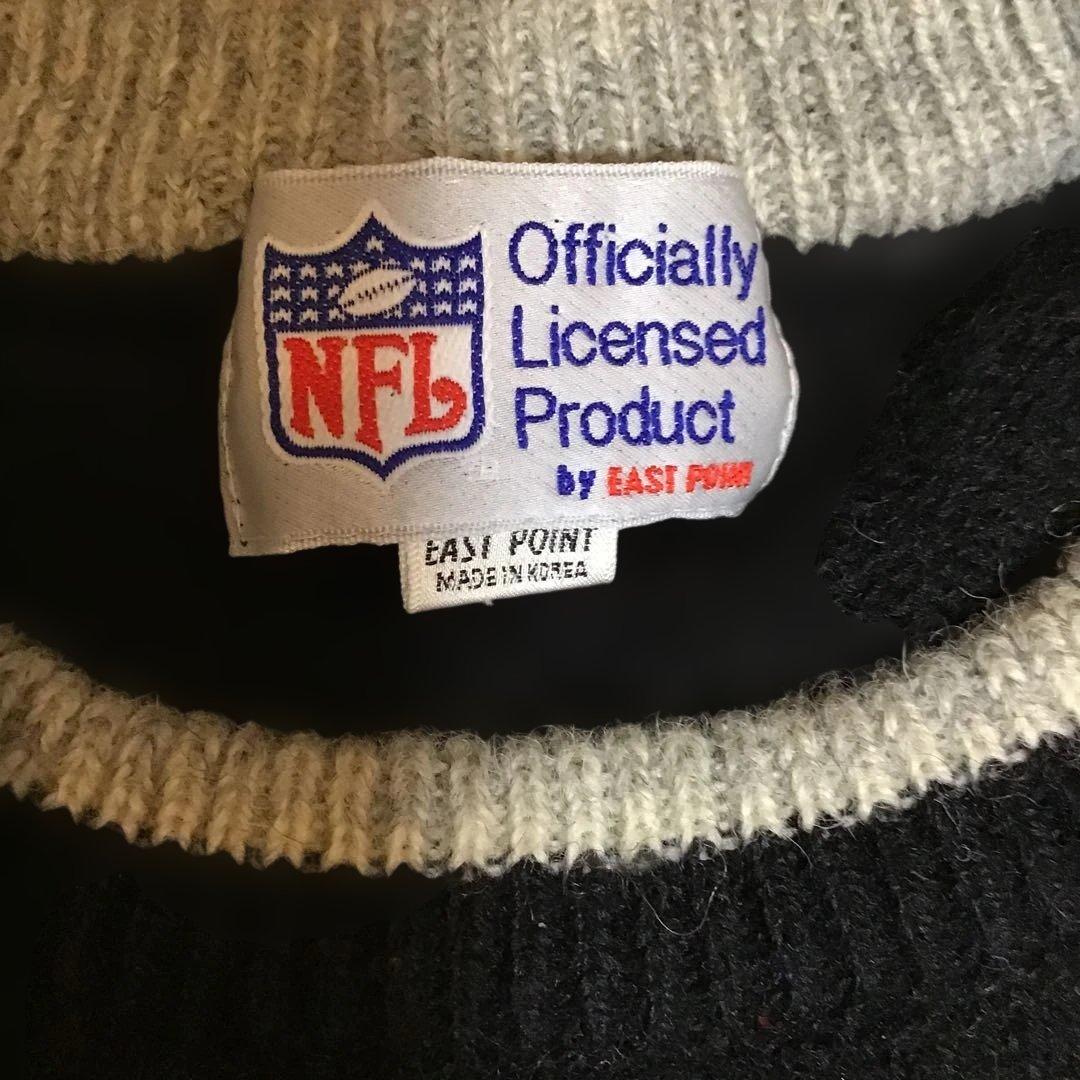 NFL
Officially
Licensed
Product
by EAST POINT
EAST POINT
MADE IN KOREA